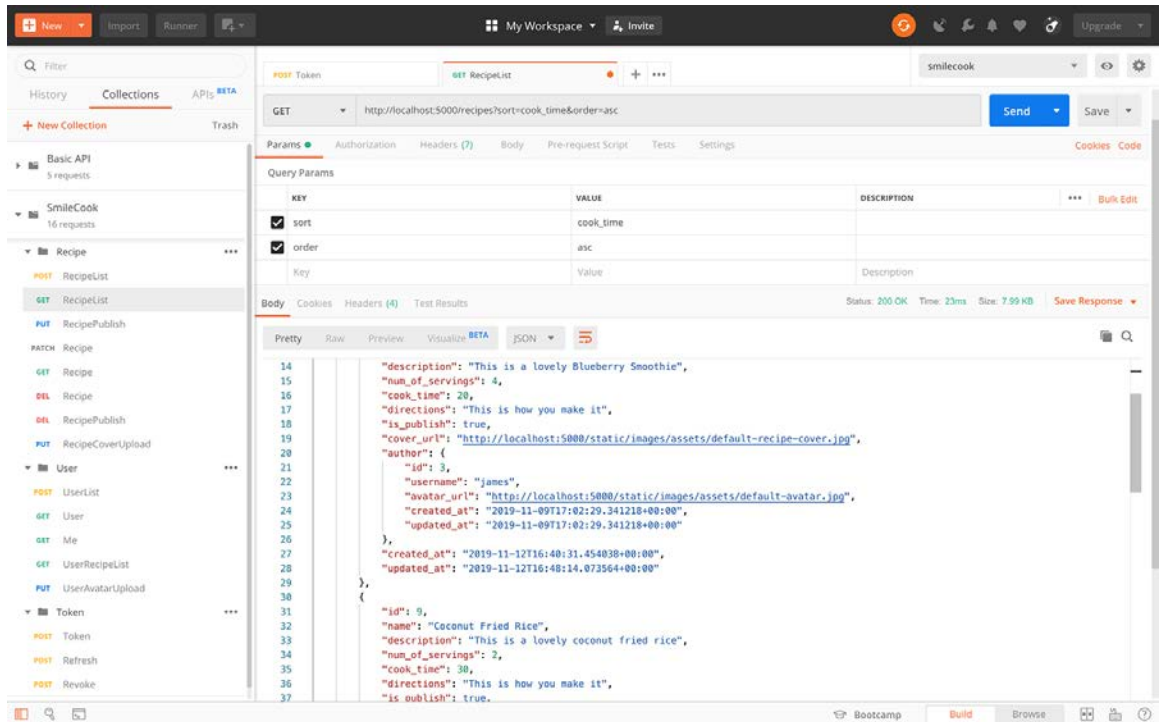 New Import Runner My Workspace Invite Upgrade
Filter
History Collections APIs BETA
+ New Collection Trash
Basic API
5 requests
SmileCook
16 requests
Recipe
POST RecipeList
GET RecipeList
PUT RecipePublish
PATCH Recipe
GET Recipe
DEL Recipe
DEL RecipePublish
PUT RecipeCoverUpload
User
POST UserList
GET User
GET Me
GET UserRecipeList
PUT UserAvatarUpload
Token
POST Token
POST Refresh
POST Revoke
POST Token GET RecipeList + ••• smilecook
GET http://localhost:5000/recipes?sort=cook_time&order=asc Send Save
Params Authorization Headers (7) Body Pre-request Script Tests Settings Cookies Code
Query Params
KEY VALUE DESCRIPTION ••• Bulk Edit
sort cook_time
order asc
Key Value Description
Body Cookies Headers (4) Test Results Status: 200 OK Time: 23ms Size: 7.99 KB Save Response
Pretty Raw Preview Visualize BETA JSON
14 "description": "This is a lovely Blueberry Smoothie",
15 "num_of_servings": 4,
16 "cook_time": 20,
17 "directions": "This is how you make it",
18 "is_publish": true,
19 "cover_url": "http://localhost:5000/static/images/assets/default-recipe-cover.jpg",
20 "author": {
21 "id": 3,
22 "username": "james",
23 "avatar_url": "http://localhost:5000/static/images/assets/default-avatar.jpg",
24 "created_at": "2019-11-09T17:02:29.341218+00:00",
25 "updated_at": "2019-11-09T17:02:29.341218+00:00"
26 },
27 "created_at": "2019-11-12T16:40:31.454038+00:00",
28 "updated_at": "2019-11-12T16:48:14.073564+00:00"
29 },
30 {
31 "id": 9,
32 "name": "Coconut Fried Rice",
33 "description": "This is a lovely coconut fried rice",
34 "num_of_servings": 2,
35 "cook_time": 30,
36 "directions": "This is how you make it",
37 "is_publish": true,
Bootcamp Build Browse